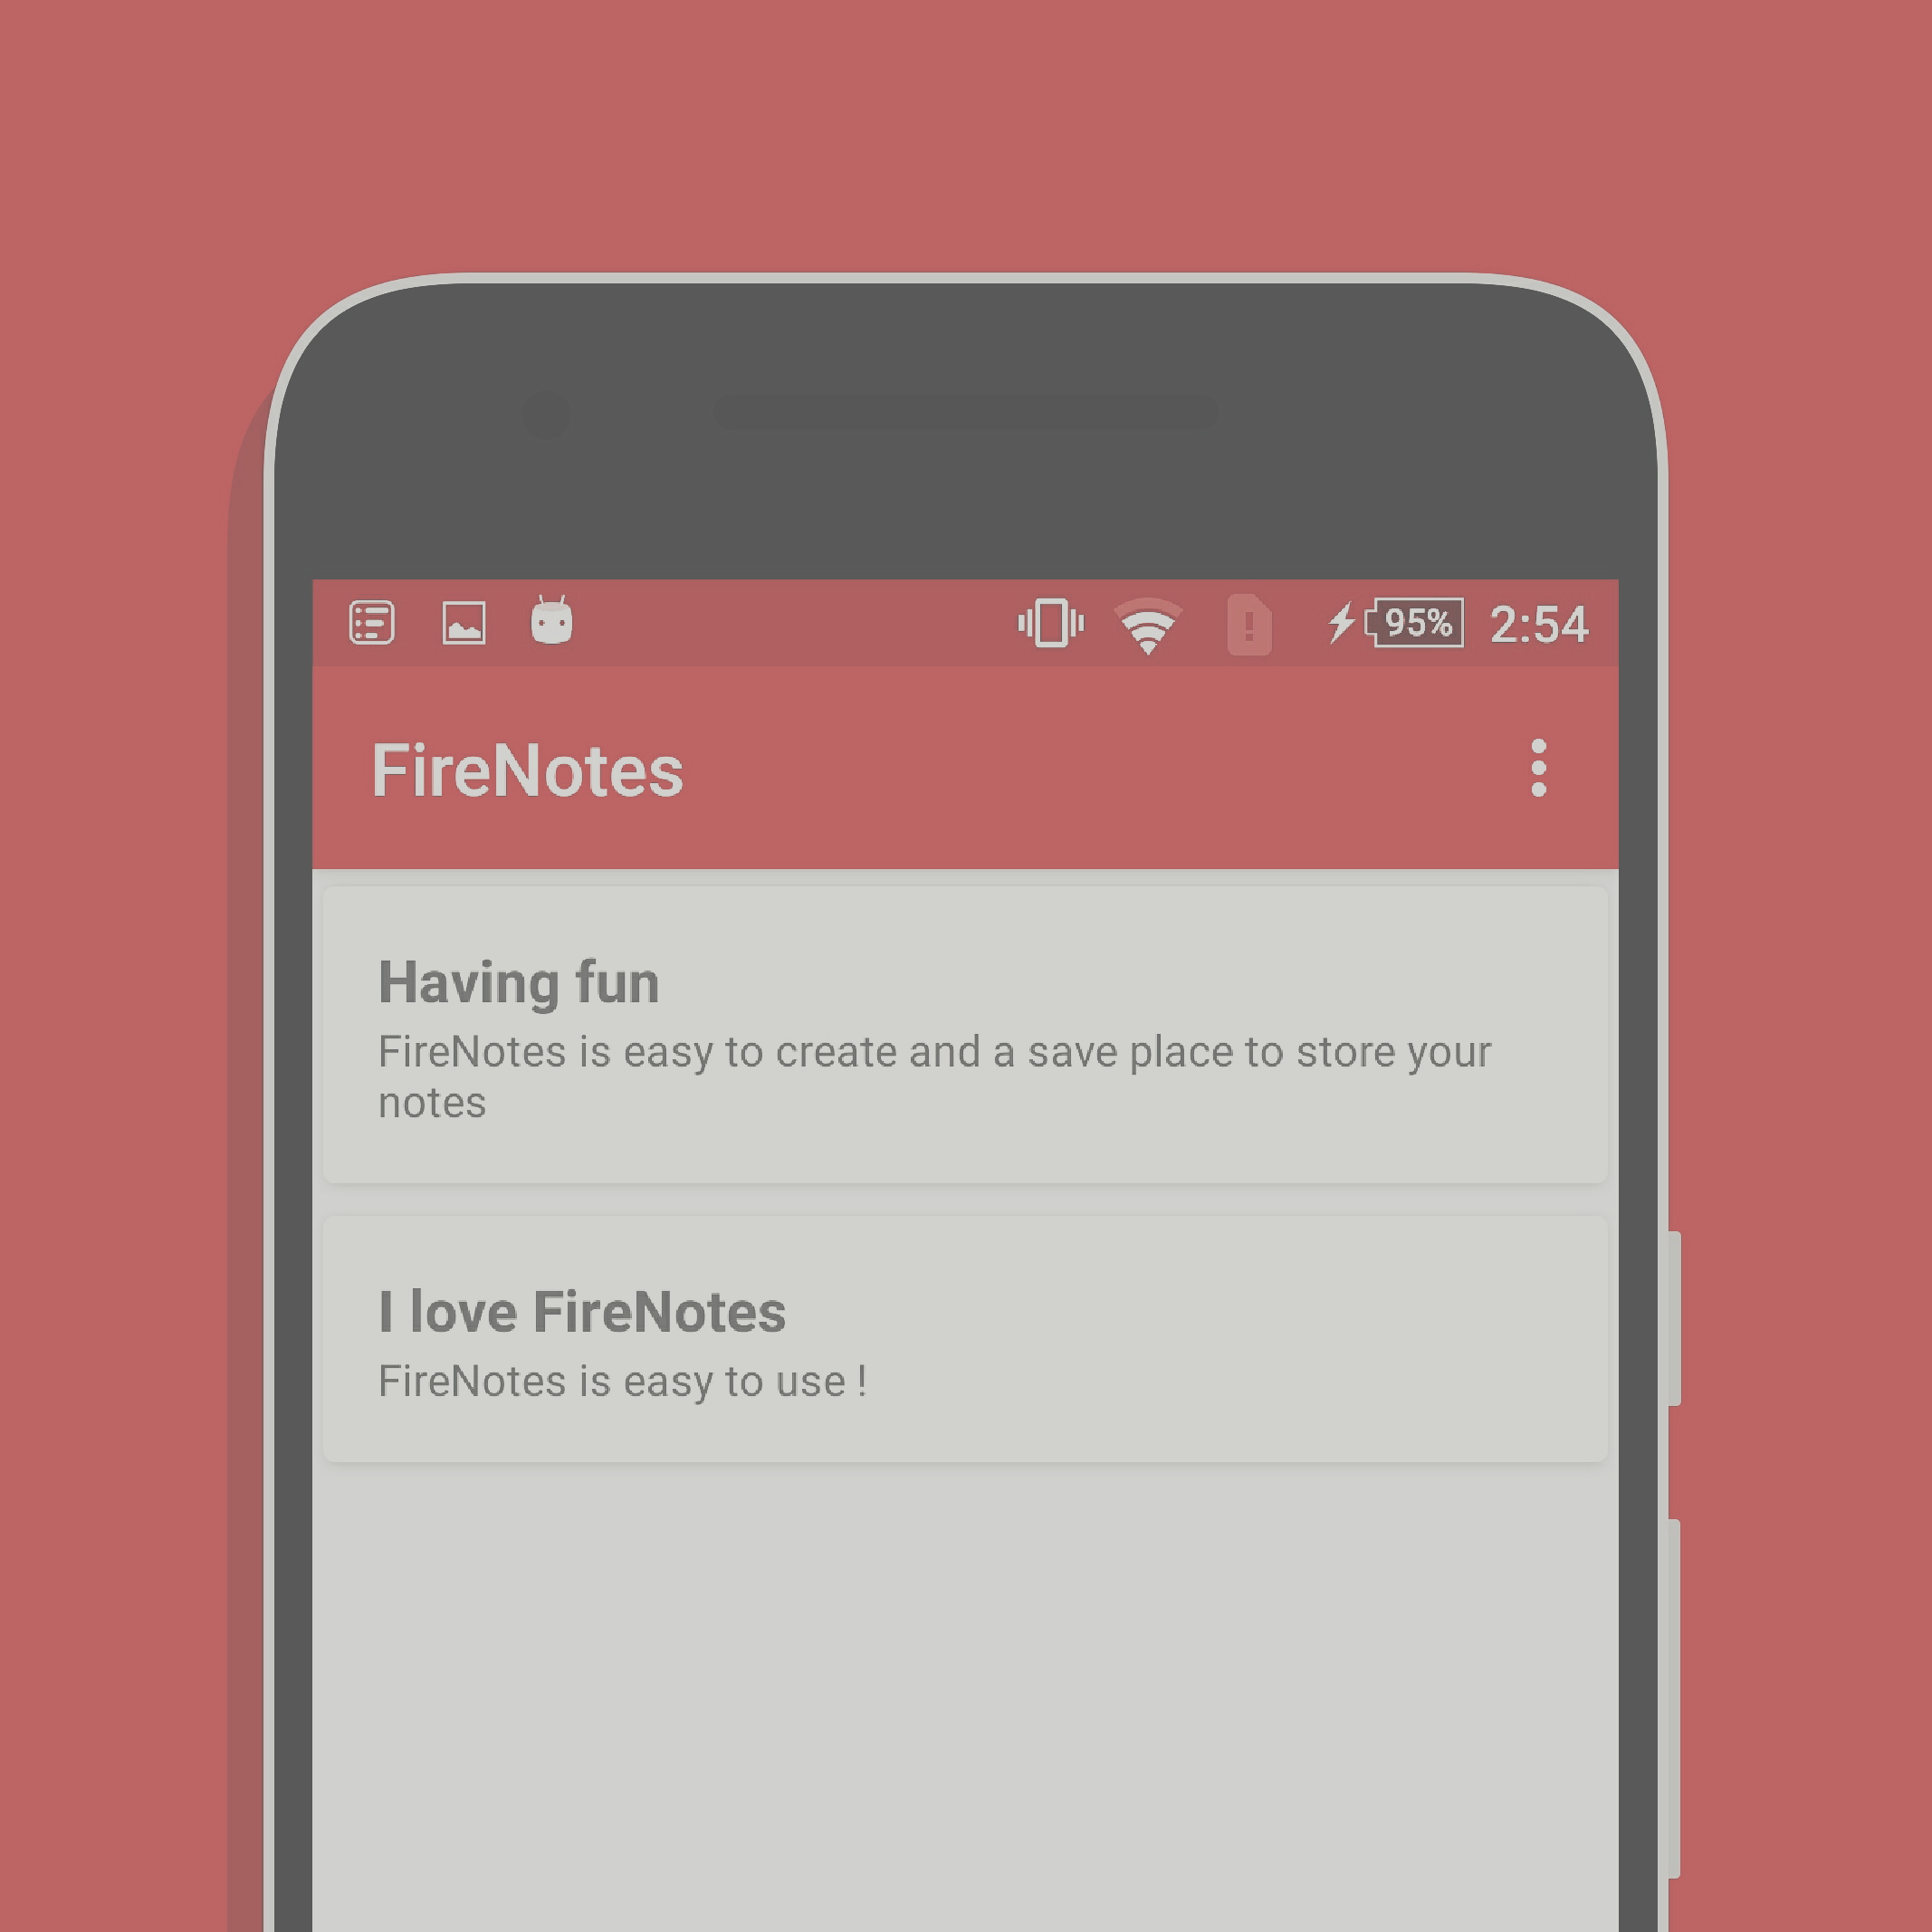 95% 2:54
FireNotes
Having fun
FireNotes is easy to create and a save place to store your
notes
I love FireNotes
FireNotes is easy to use !